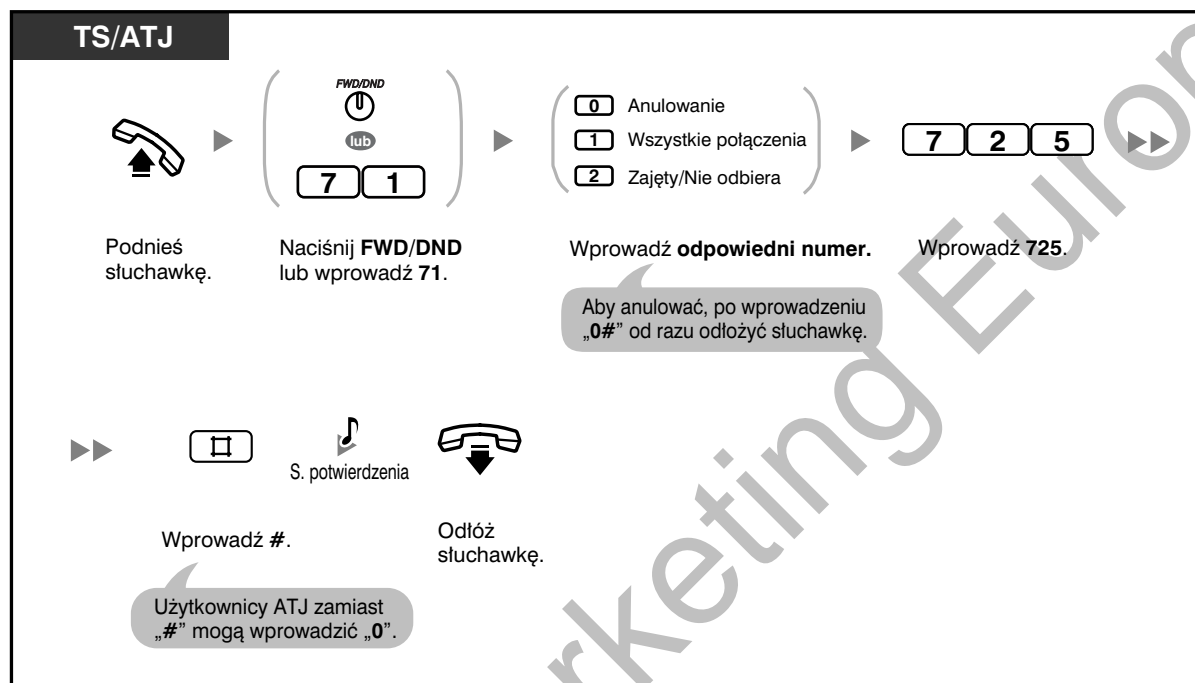 TS/ATJ
FWD/DND
lub
7 1
0 Anulowanie
1 Wszystkie połączenia
2 Zajęty/Nie odbiera
7 2 5
Podnieś
słuchawkę.
Naciśnij FWD/DND
lub wprowadź 71.
Wprowadź odpowiedni numer.
Aby anulować, po wprowadzeniu
„0#” od razu odłożyć słuchawkę.
Wprowadź 725.
#
S. potwierdzenia
Wprowadź #.
Użytkownicy ATJ zamiast
„#” mogą wprowadzić „0”.
Odłóż
słuchawkę.